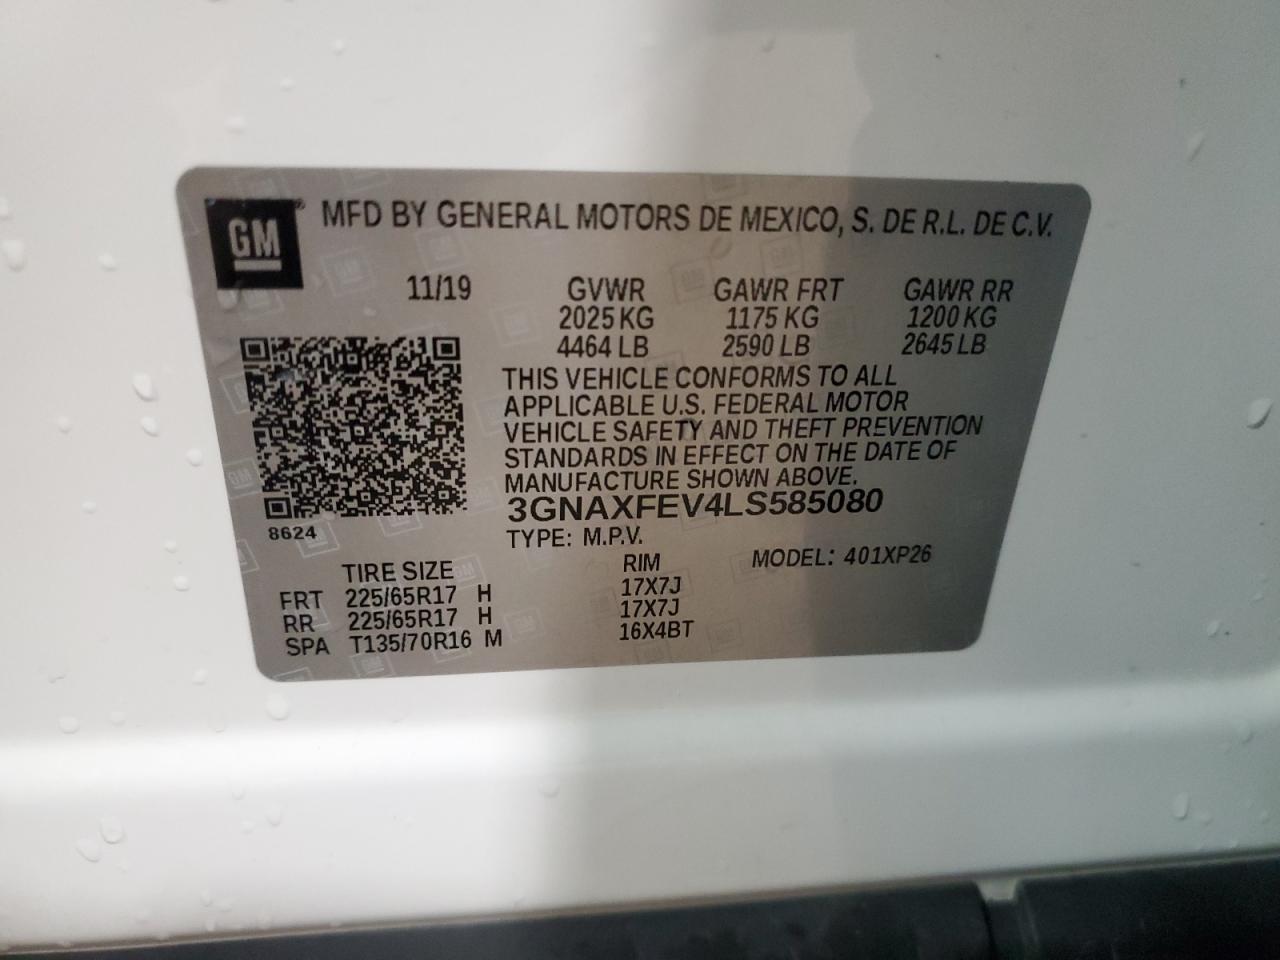 GM ® MFD BY GENERAL MOTORS DE MEXICO, S. DE R.L. DE C.V.
11/19 GVWR GAWR FRT GAWR RR
2025 KG 1175 KG 1200 KG
4464 LB 2590 LB 2645 LB
THIS VEHICLE CONFORMS TO ALL
APPLICABLE U.S. FEDERAL MOTOR
VEHICLE SAFETY AND THEFT PREVENTION
STANDARDS IN EFFECT ON THE DATE OF
MANUFACTURE SHOWN ABOVE.
3GNAXFEV4LS585080
8624
TYPE: M.P.V.
TIRE SIZE RIM MODEL: 401XP26
FRT 225/65R17 H 17X7J
RR 225/65R17 H 17X7J
SPA T135/70R16 M 16X4BT